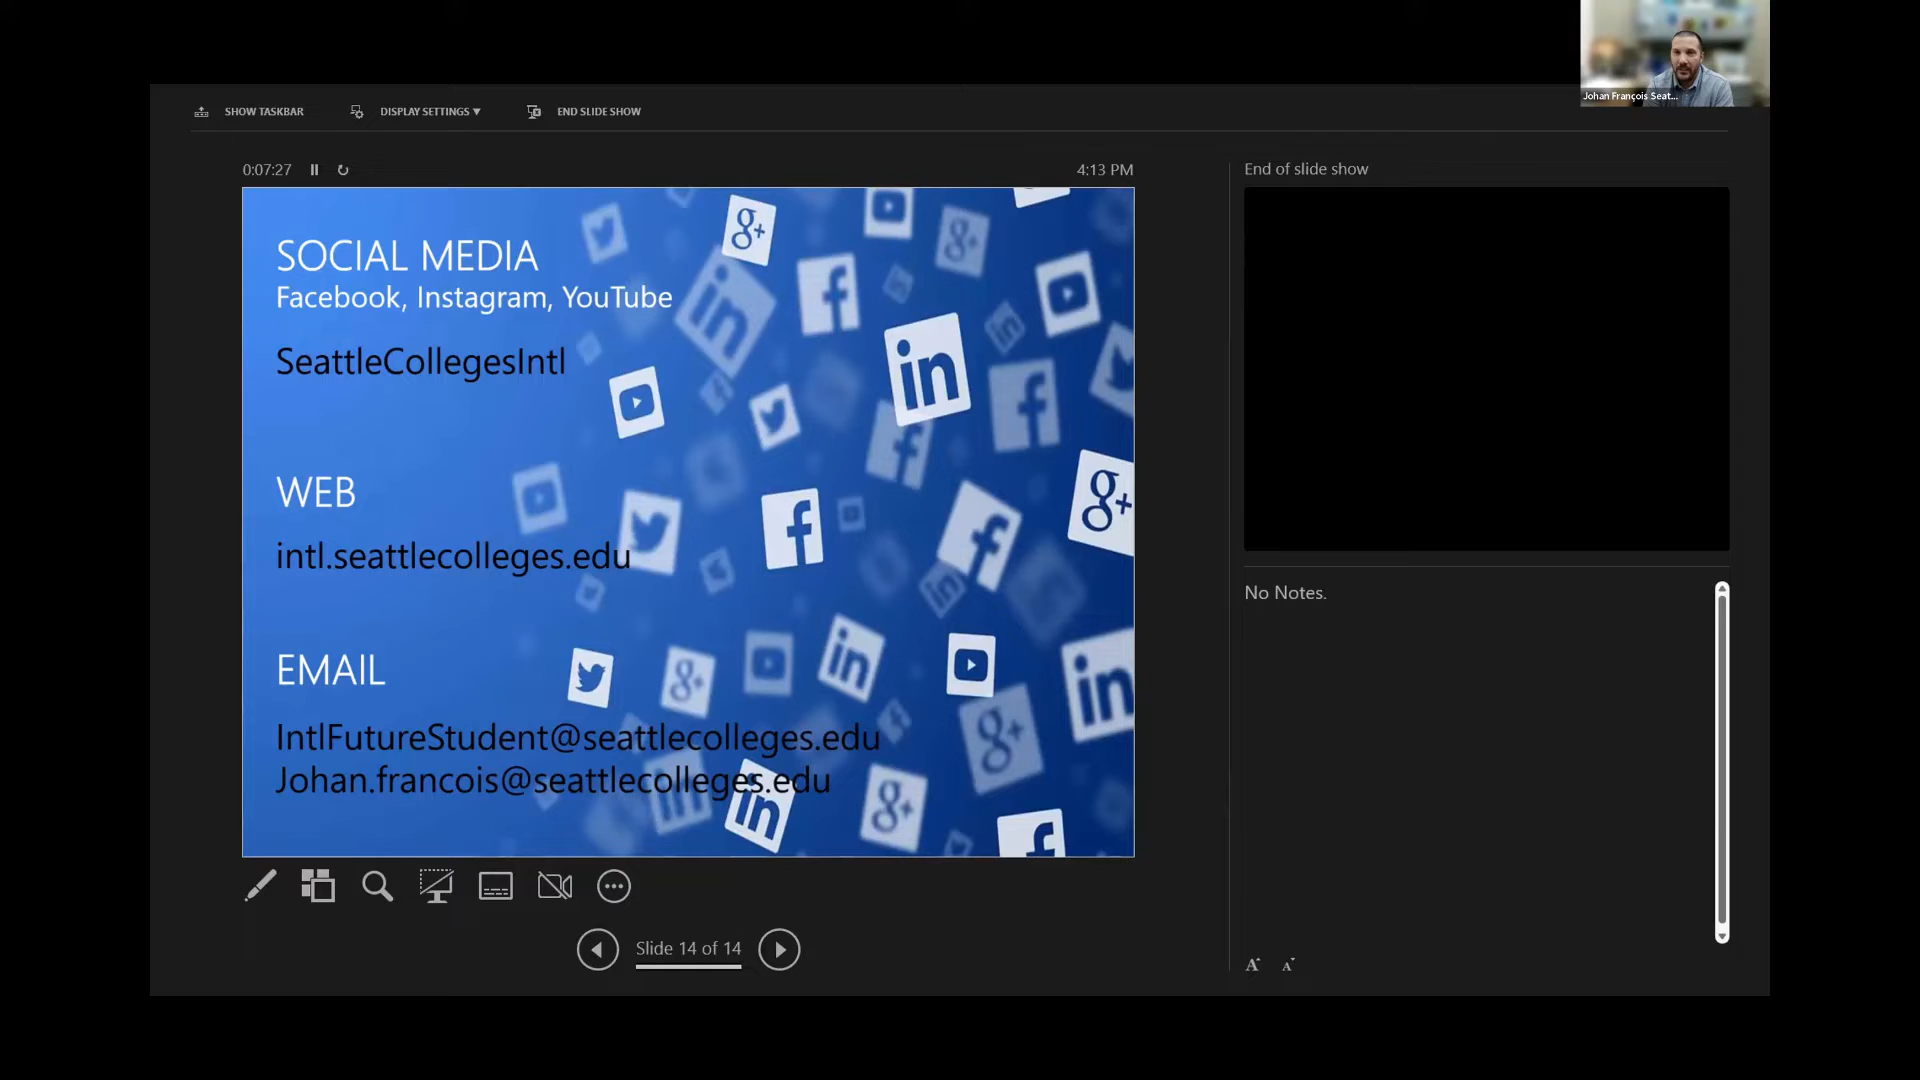 Johan François Seat...
SHOW TASKBAR
DISPLAY SETTINGS ▼
END SLIDE SHOW
0:07:27
4:13 PM
SOCIAL MEDIA
Facebook, Instagram, YouTube
SeattleCollegesIntl
WEB
intl.seattlecolleges.edu
EMAIL
IntlFutureStudent@seattlecolleges.edu
Johan.francois@seattlecolleges.edu
Slide 14 of 14
End of slide show
No Notes.
A A